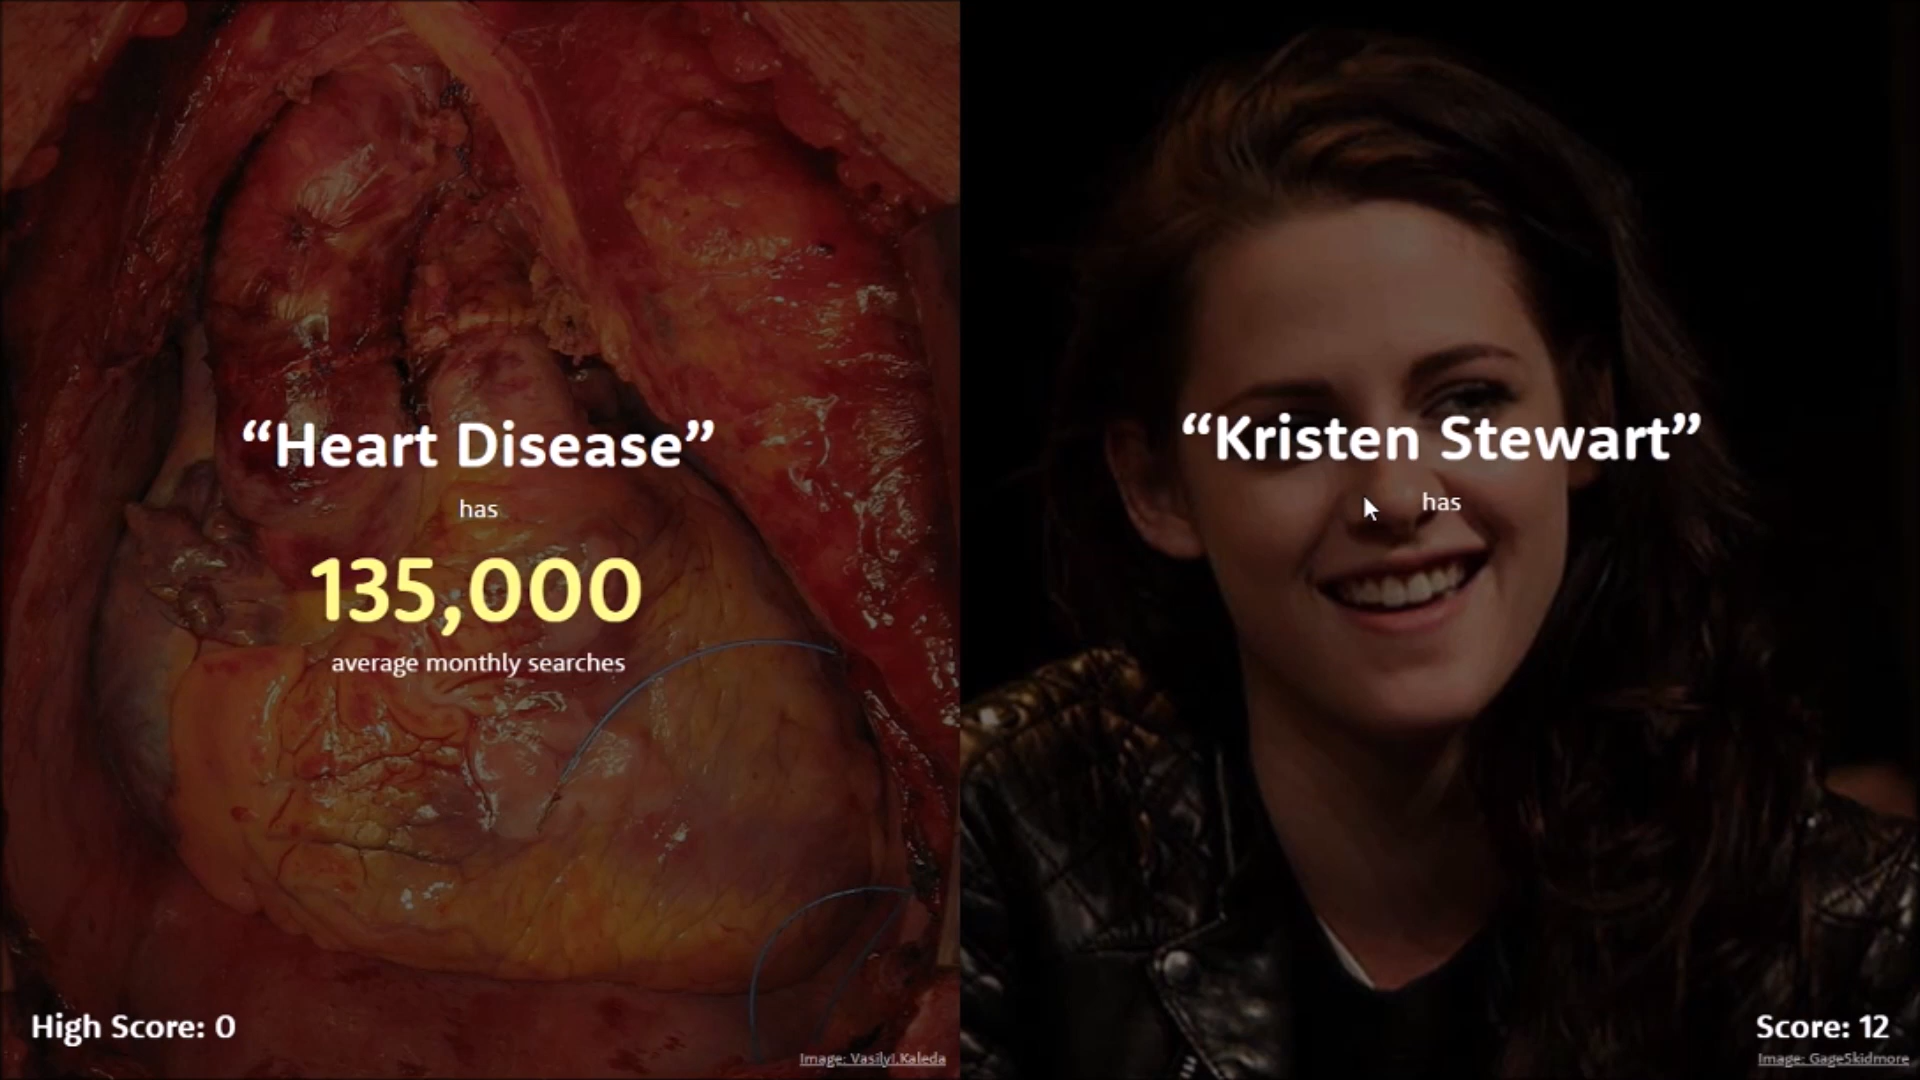 “Heart Disease”
has
135,000
average monthly searches
High Score: 0
Image: VasilyI.Kaleda
“Kristen Stewart”
has
Score: 12
Image: GageSkidmore